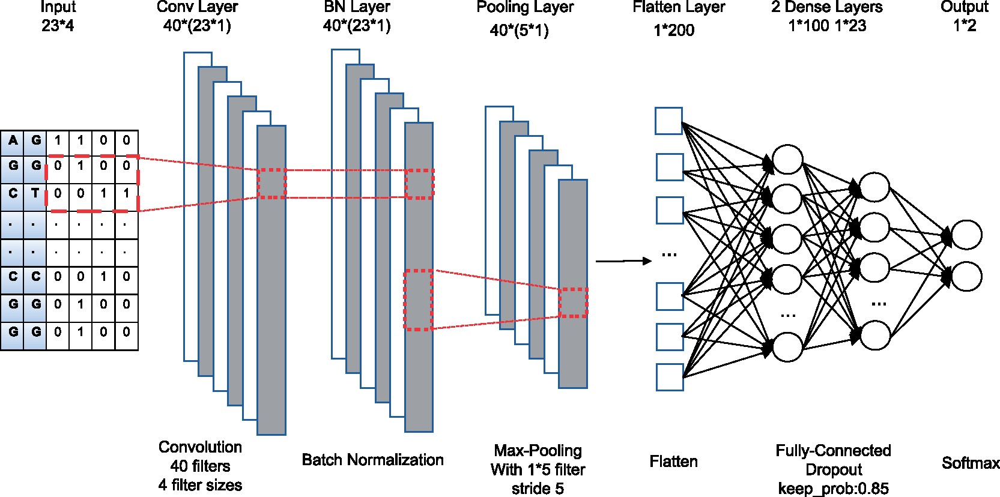 Input
23*4
Conv Layer
40*(23*1)
BN Layer
40*(23*1)
Pooling Layer
40*(5*1)
Flatten Layer
1*200
2 Dense Layers
1*100 1*23
Output
1*2
A G 1 1 0 0
G G 0 1 0 0
C T 0 0 1 1
. . . . . .
. . . . . .
C C 0 0 1 0
G G 0 1 0 0
G G 0 1 0 0
...
...
...
Convolution
40 filters
4 filter sizes
Batch Normalization
Max-Pooling
With 1*5 filter
stride 5
Flatten
Fully-Connected
Dropout
keep_prob:0.85
Softmax